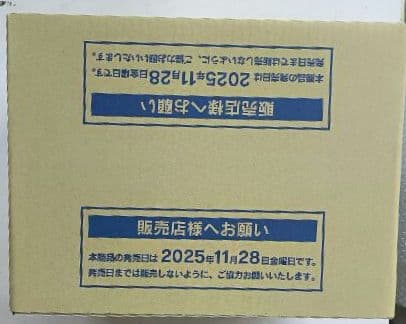 本商品の発売日は2025年11月28日金曜日です。
発売日までは販売しないように、ご協力お願いいたします。
販売店様へお願い
販売店様へお願い
本商品の発売日は2025年11月28日金曜日です。
発売日までは販売しないように、ご協力お願いいたします。